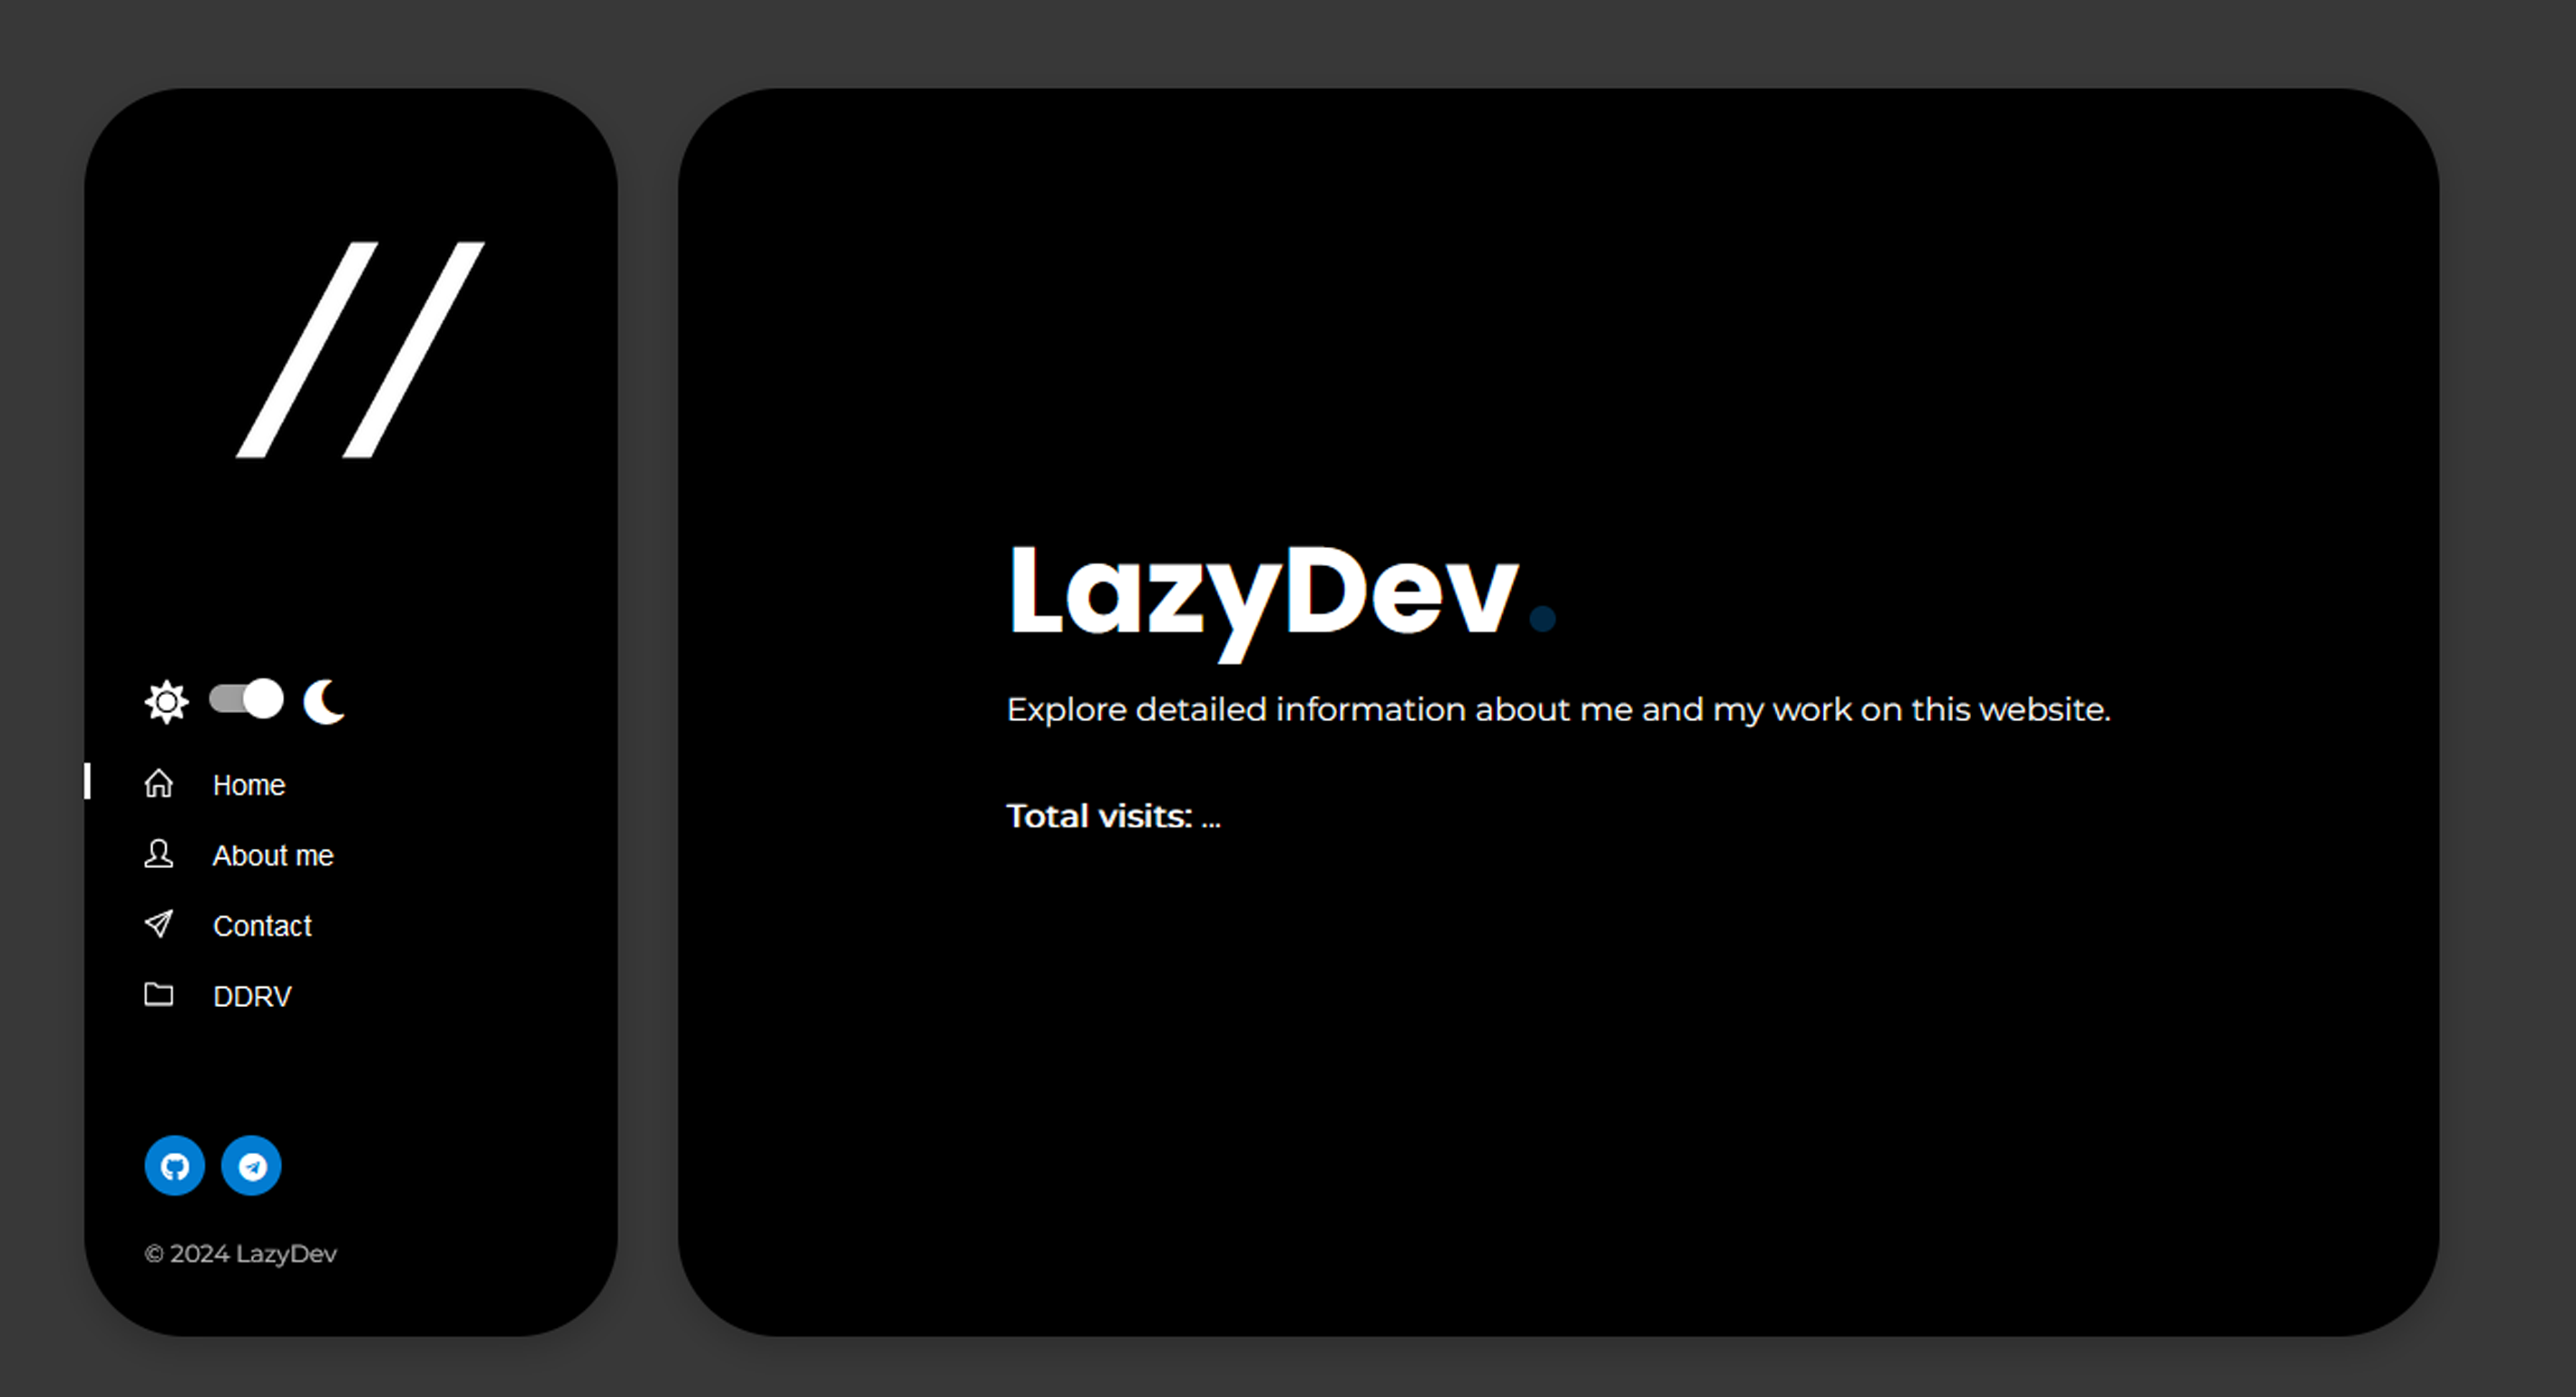 //
Home
About me
Contact
DDRV
© 2024 LazyDev
LazyDev.
Explore detailed information about me and my work on this website.
Total visits: ...